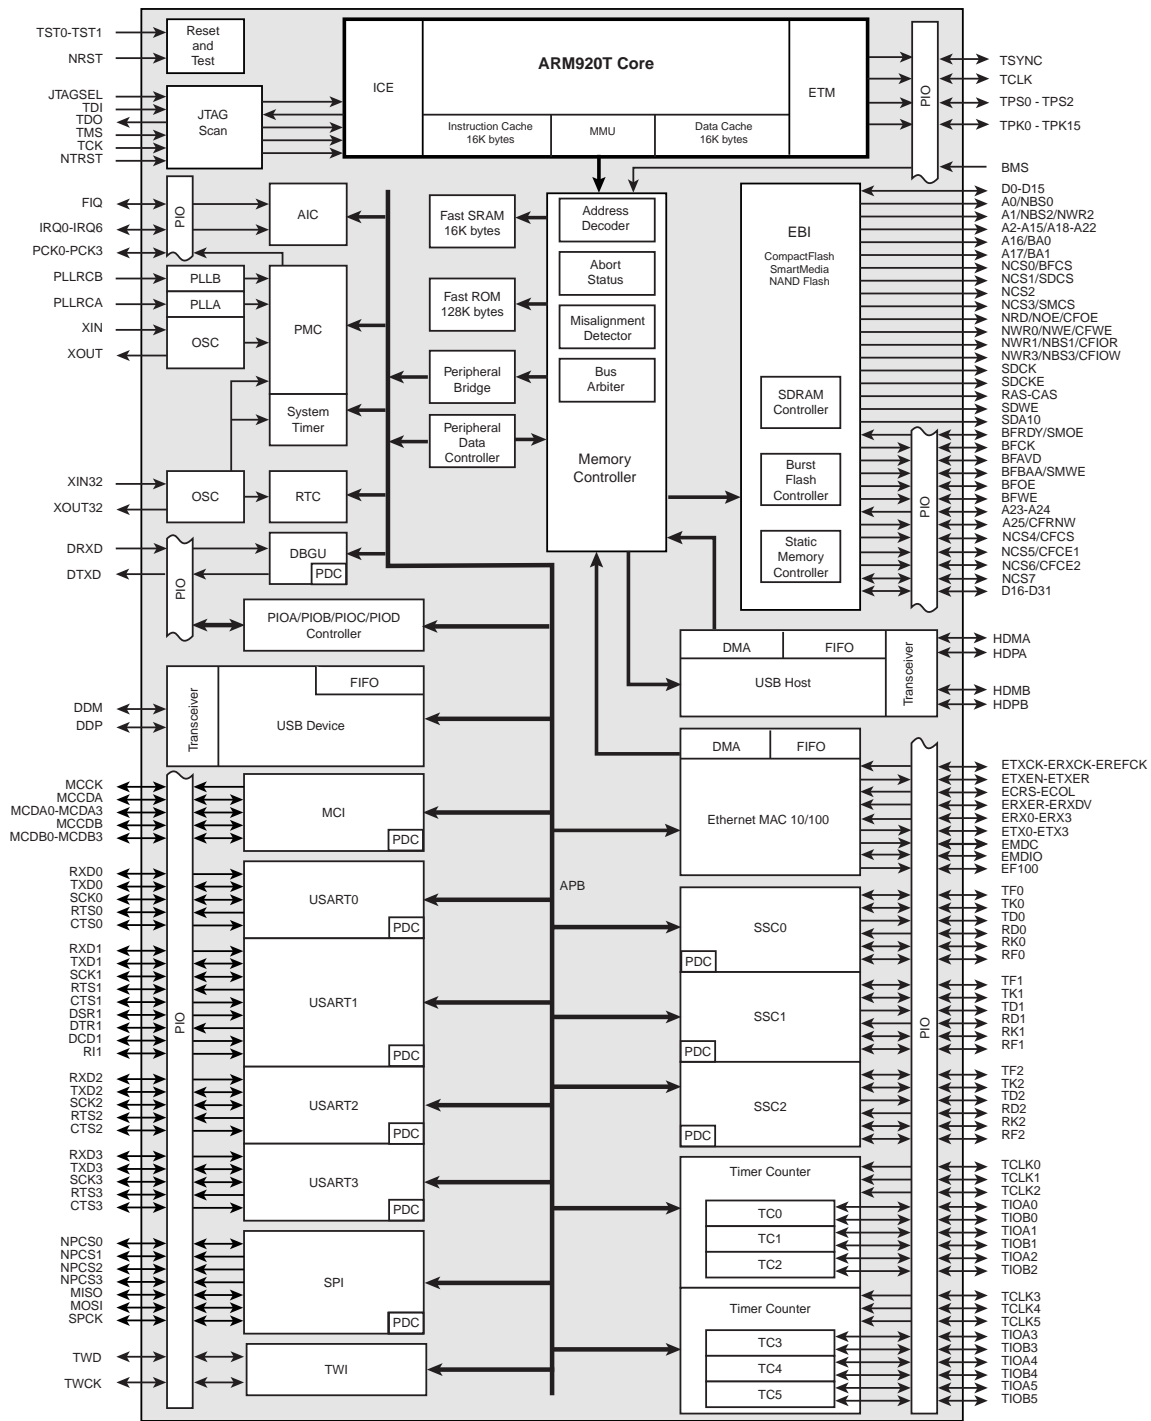 TST0-TST1
NRST
Reset
and
Test
JTAGSEL
TDI
TDO
TMS
TCK
NTRST
JTAG
Scan
ICE
ARM920T Core
Instruction Cache
16K bytes
MMU
Data Cache
16K bytes
ETM
PIO
TSYNC
TCLK
TPS0 - TPS2
TPK0 - TPK15
BMS
FIQ
IRQ0-IRQ6
PCK0-PCK3
PIO
AIC
PLLRCB
PLLRCA
XIN
XOUT
PLLB
PLLA
OSC
PMC
System
Timer
XIN32
XOUT32
OSC
RTC
DRXD
DTXD
PIO
DBGU
PDC
PIOA/PIOB/PIOC/PIOD
Controller
Fast SRAM
16K bytes
Fast ROM
128K bytes
Peripheral
Bridge
Peripheral
Data
Controller
Address
Decoder
Abort
Status
Misalignment
Detector
Bus
Arbiter
Memory
Controller
EBI
CompactFlash
SmartMedia
NAND Flash
SDRAM
Controller
Burst
Flash
Controller
Static
Memory
Controller
D0-D15
A0/NBS0
A1/NBS2/NWR2
A2-A15/A18-A22
A16/BA0
A17/BA1
NCS0/BFCS
NCS1/SDCS
NCS2
NCS3/SMCS
NRD/NOE/CFOE
NWR0/NWE/CFWE
NWR1/NBS1/CFIOR
NWR3/NBS3/CFIOW
SDCK
SDCKE
RAS-CAS
SDWE
SDA10
PIO
BFRDY/SMOE
BFCK
BFAVD
BFBAA/SMWE
BFOE
BFWE
A23-A24
A25/CFRNW
NCS4/CFCS
NCS5/CFCE1
NCS6/CFCE2
NCS7
D16-D31
DMA
FIFO
USB Host
Transceiver
HDMA
HDPA
HDMB
HDPB
DDM
DDP
Transceiver
FIFO
USB Device
DMA
FIFO
Ethernet MAC 10/100
ETXCK-ERXCK-EREFCK
ETXEN-ETXER
ECRS-ECOL
ERXER-ERXDV
ERX0-ERX3
ETX0-ETX3
EMDC
EMDIO
EF100
MCCK
MCCDA
MCDA0-MCDA3
MCCDB
MCDB0-MCDB3
MCI
PDC
RXD0
TXD0
SCK0
RTS0
CTS0
USART0
PDC
APB
RXD1
TXD1
SCK1
RTS1
CTS1
DSR1
DTR1
DCD1
RI1
PIO
USART1
PDC
RXD2
TXD2
SCK2
RTS2
CTS2
USART2
PDC
RXD3
TXD3
SCK3
RTS3
CTS3
USART3
PDC
NPCS0
NPCS1
NPCS2
NPCS3
MISO
MOSI
SPCK
SPI
PDC
TWD
TWCK
TWI
SSC0
PDC
TF0
TK0
TD0
RD0
RK0
RF0
SSC1
PDC
PIO
TF1
TK1
TD1
RD1
RK1
RF1
SSC2
PDC
TF2
TK2
TD2
RD2
RK2
RF2
Timer Counter
TC0
TC1
TC2
TCLK0
TCLK1
TCLK2
TIOA0
TIOB0
TIOA1
TIOB1
TIOA2
TIOB2
Timer Counter
TC3
TC4
TC5
TCLK3
TCLK4
TCLK5
TIOA3
TIOB3
TIOA4
TIOB4
TIOA5
TIOB5